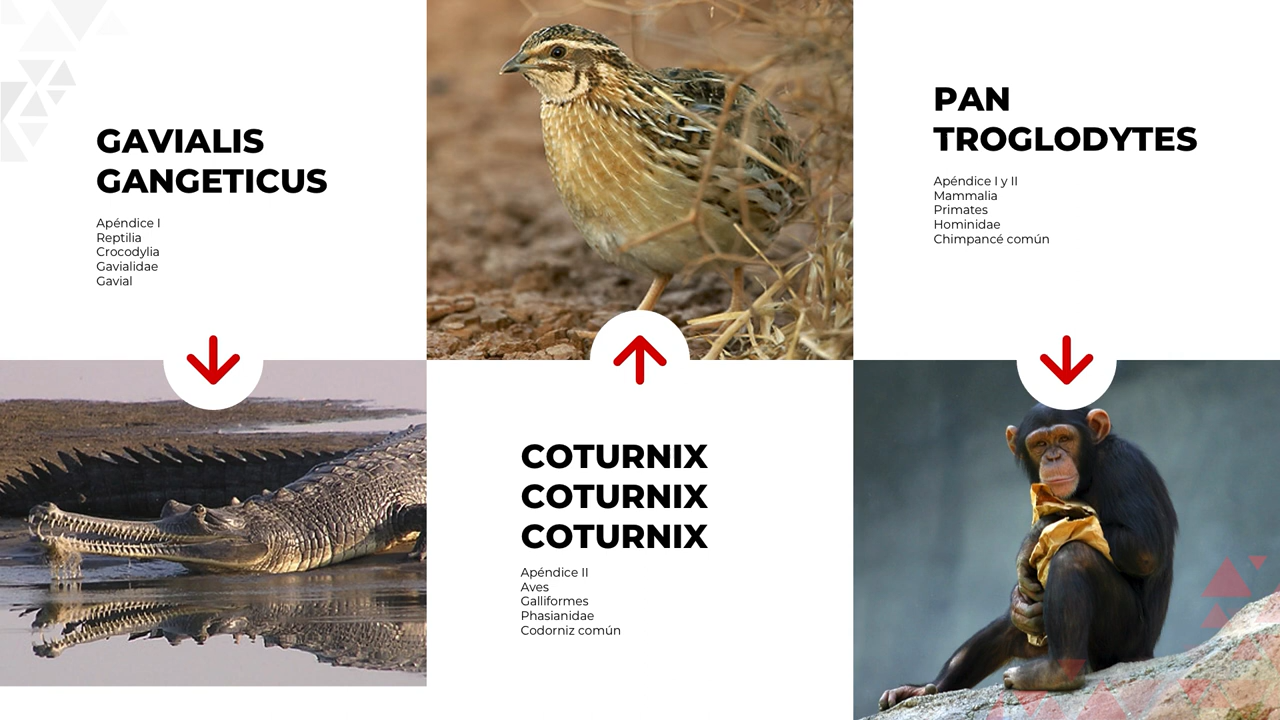 GAVIALIS
GANGETICUS
Apéndice I
Reptilia
Crocodylia
Gavialidae
Gavial
COTURNIX
COTURNIX
COTURNIX
Apéndice II
Aves
Galliformes
Phasianidae
Codorniz común
PAN
TROGLODYTES
Apéndice I y II
Mammalia
Primates
Hominidae
Chimpancé común